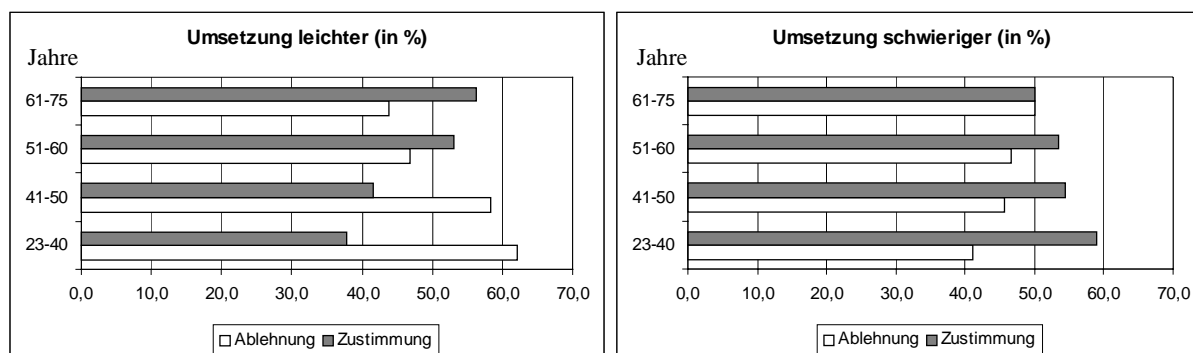 Umsetzung leichter (in %)
Jahre
61-75
51-60
41-50
23-40
0,0 10,0 20,0 30,0 40,0 50,0 60,0 70,0
Ablehnung Zustimmung
Umsetzung schwieriger (in %)
Jahre
61-75
51-60
41-50
23-40
0,0 10,0 20,0 30,0 40,0 50,0 60,0 70,0
Ablehnung Zustimmung